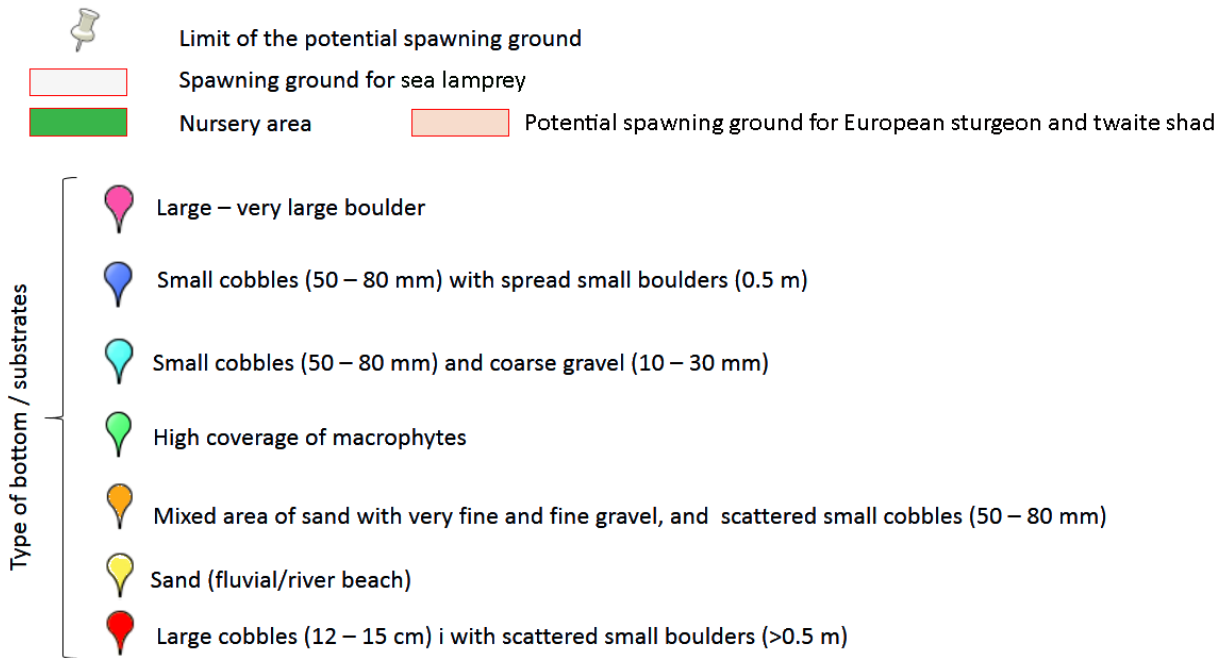 Limit of the potential spawning ground
Spawning ground for sea lamprey
Nursery area
Potential spawning ground for European sturgeon and twaite shad
Type of bottom / substrates
Large – very large boulder
Small cobbles (50 – 80 mm) with spread small boulders (0.5 m)
Small cobbles (50 – 80 mm) and coarse gravel (10 – 30 mm)
High coverage of macrophytes
Mixed area of sand with very fine and fine gravel, and scattered small cobbles (50 – 80 mm)
Sand (fluvial/river beach)
Large cobbles (12 – 15 cm) i with scattered small boulders (>0.5 m)